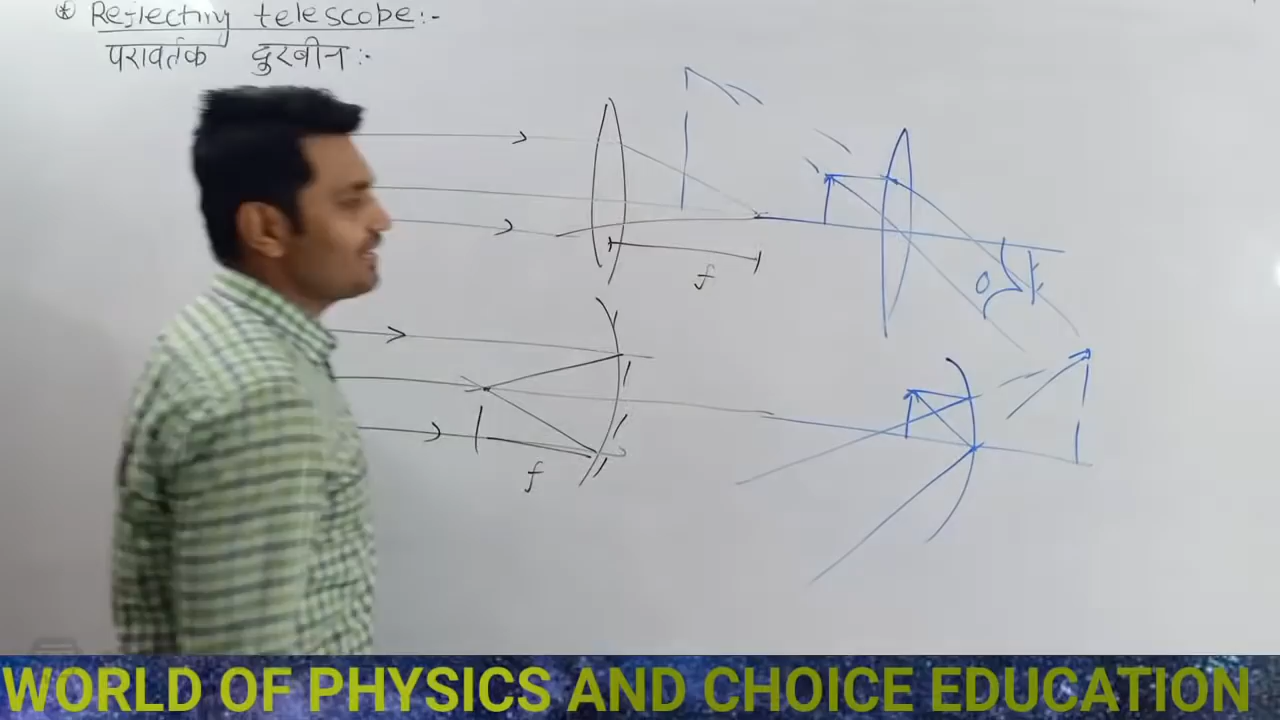 * Reflecting telescope:-
परावर्तक दुरबीन :-
f
f
WORLD OF PHYSICS AND CHOICE EDUCATION